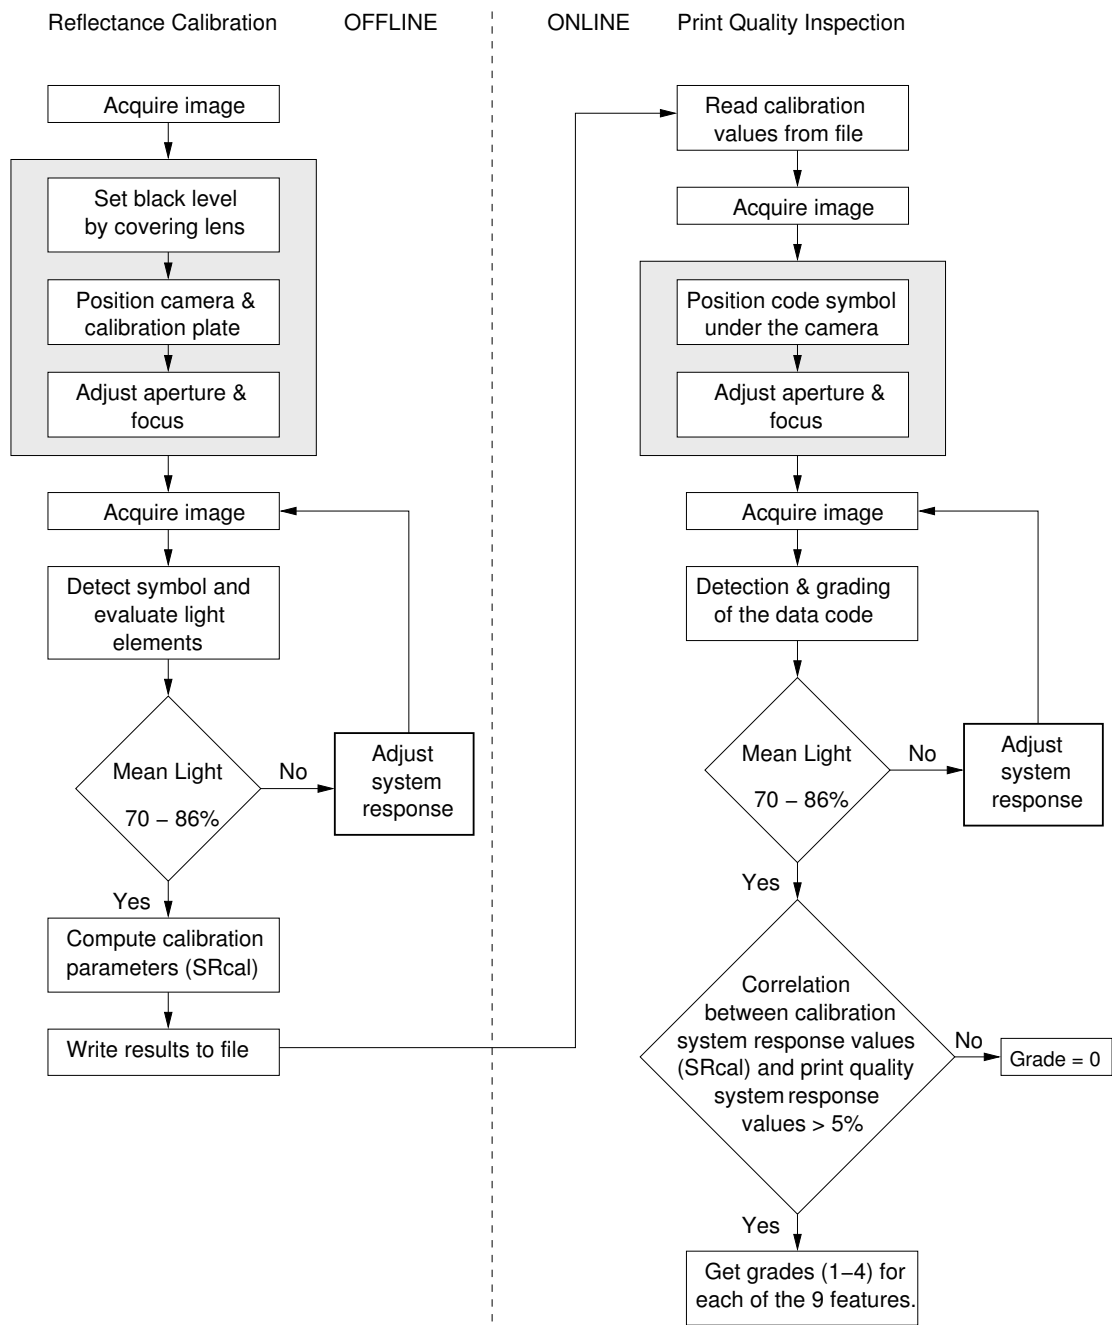 Reflectance Calibration
OFFLINE
Acquire image
Set black level
by covering lens
Position camera &
calibration plate
Adjust aperture &
focus
Acquire image
Detect symbol and
evaluate light
elements
Mean Light
70 – 86%
No
Adjust
system
response
Yes
Compute calibration
parameters (SRcal)
Write results to file
ONLINE
Print Quality Inspection
Read calibration
values from file
Acquire image
Position code symbol
under the camera
Adjust aperture &
focus
Acquire image
Detection & grading
of the data code
Mean Light
70 – 86%
No
Adjust
system
response
Yes
Correlation
between calibration
system response values
(SRcal) and print quality
system response
values > 5%
No
Grade = 0
Yes
Get grades (1–4) for
each of the 9 features.